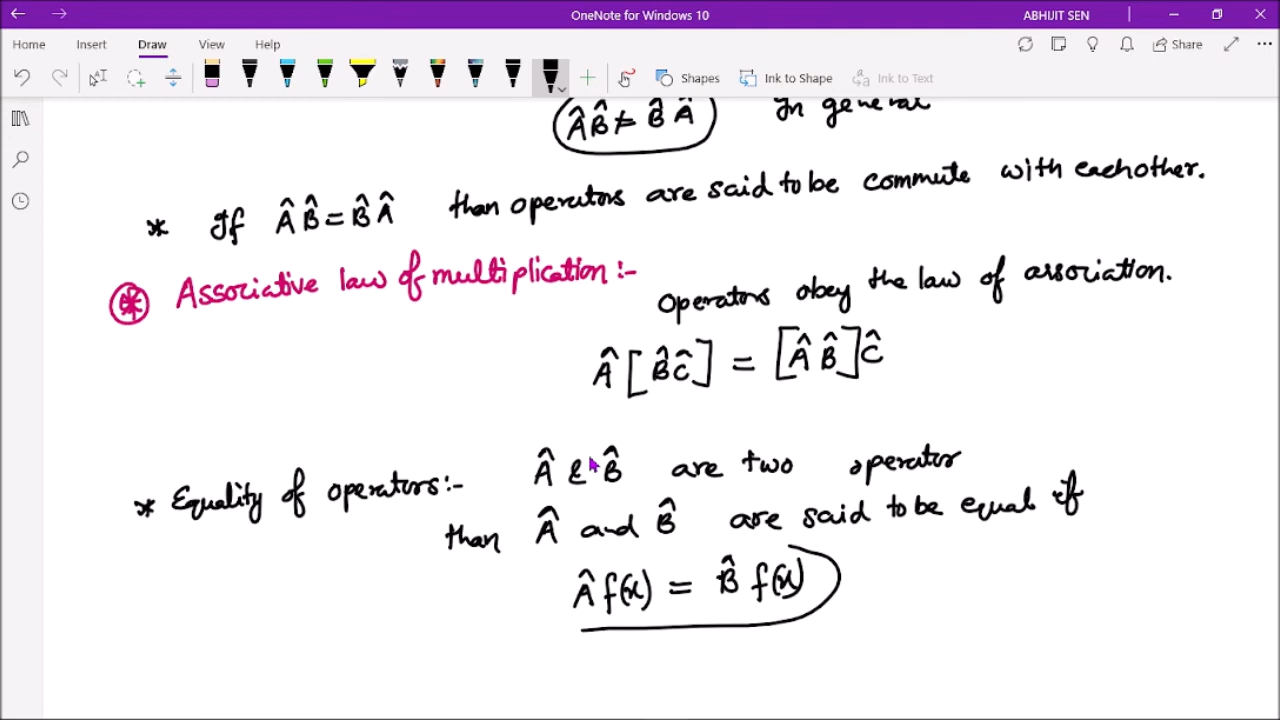 OneNote for Windows 10
ABHIJIT SEN
Home Insert Draw View Help
Share
Shapes Ink to Shape Ink to Text
ÂB̂ ≠ B̂Â In general
* If ÂB̂ = B̂Â than operators are said to be commute with eachother.
* Associative law of multiplication :-
Operators obey the law of association.
Â[B̂Ĉ] = [ÂB̂]Ĉ
* Equality of operators :- Â & B̂ are two operator
than Â and B̂ are said to be equal if
Â f(x) = B̂ f(x)